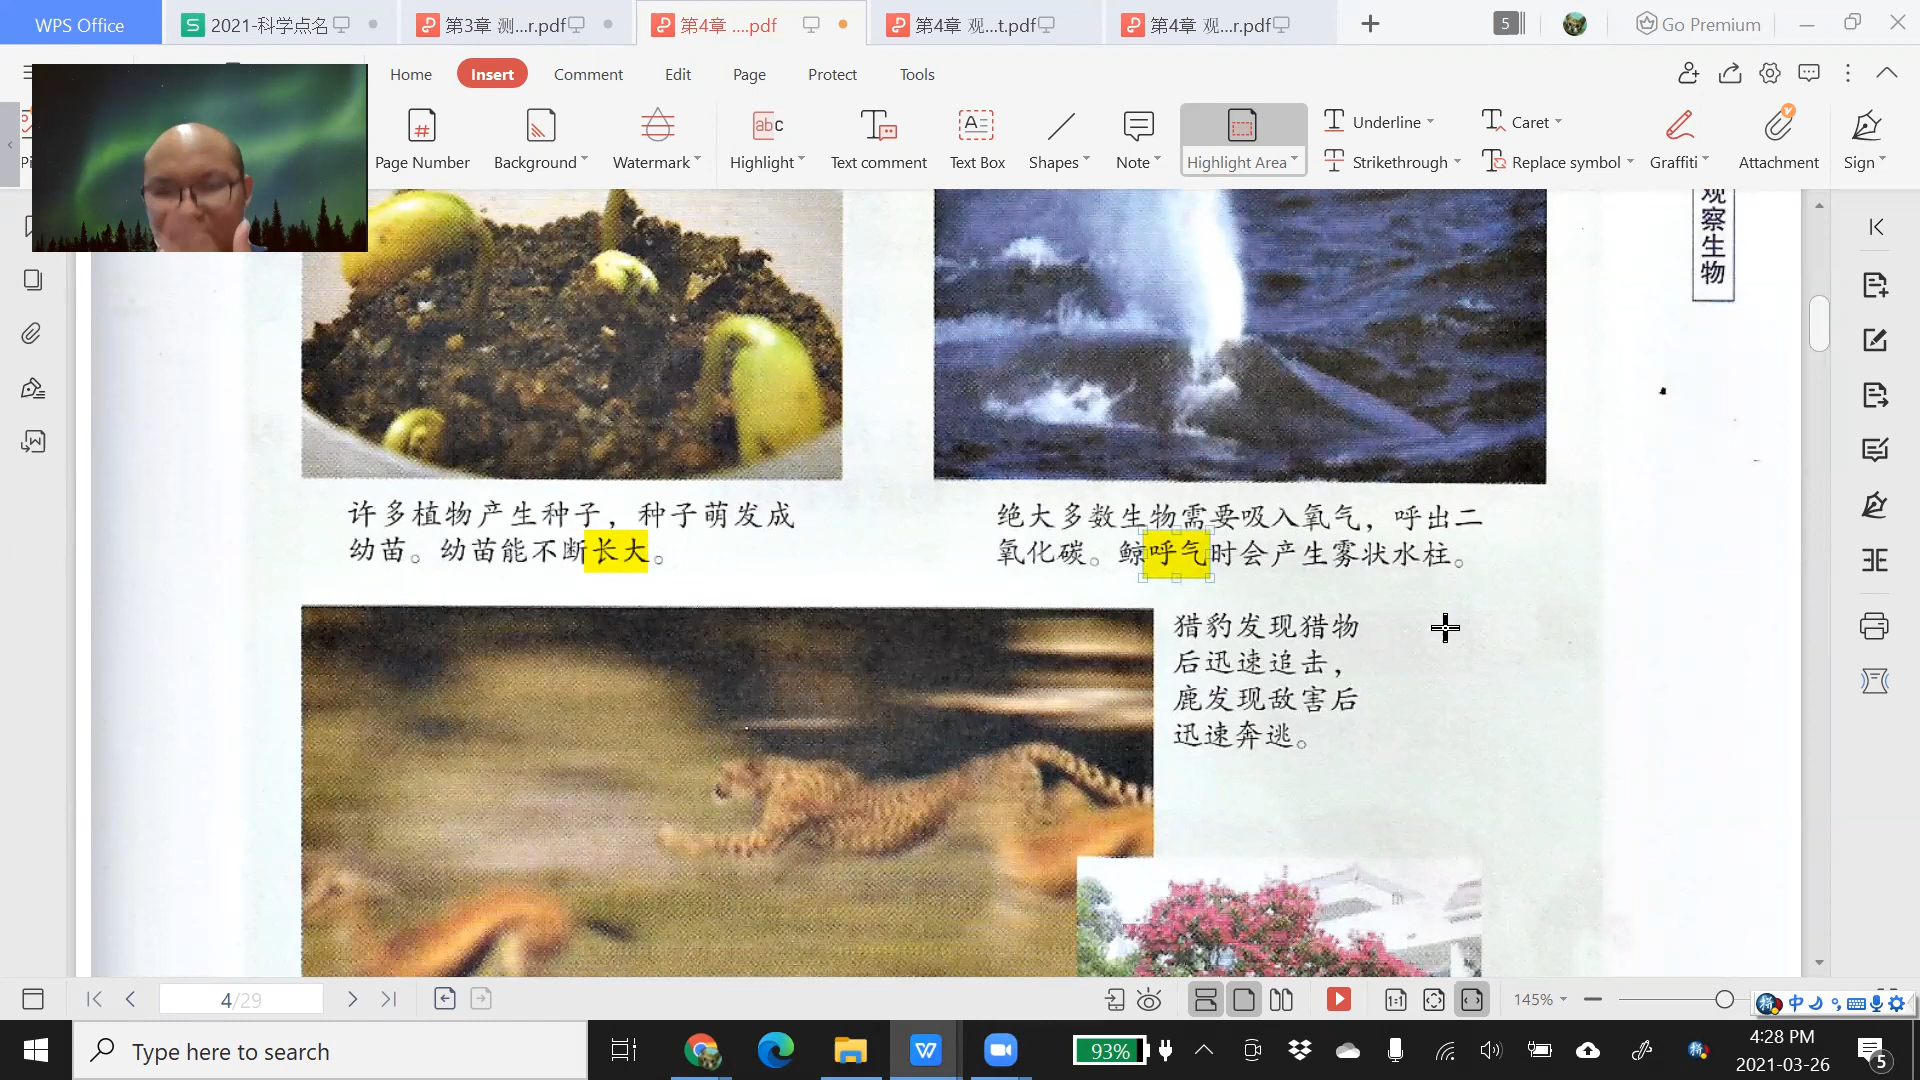 WPS Office
2021-科学点名
第3章 测...r.pdf
第4章 ....pdf
第4章 观...t.pdf
第4章 观...r.pdf
5
Go Premium
Home
Insert
Comment
Edit
Page
Protect
Tools
Page Number
Background
Watermark
Highlight
Text comment
Text Box
Shapes
Note
Highlight Area
Underline
Strikethrough
Caret
Replace symbol
Graffiti
Attachment
Sign
观察生物
许多植物产生种子，种子萌发成
幼苗。幼苗能不断长大。
绝大多数生物需要吸入氧气，呼出二
氧化碳。鲸呼气时会产生雾状水柱。
猎豹发现猎物
后迅速追击，
鹿发现敌害后
迅速奔逃。
4/29
145%
中
Type here to search
93%
4:28 PM
2021-03-26
5